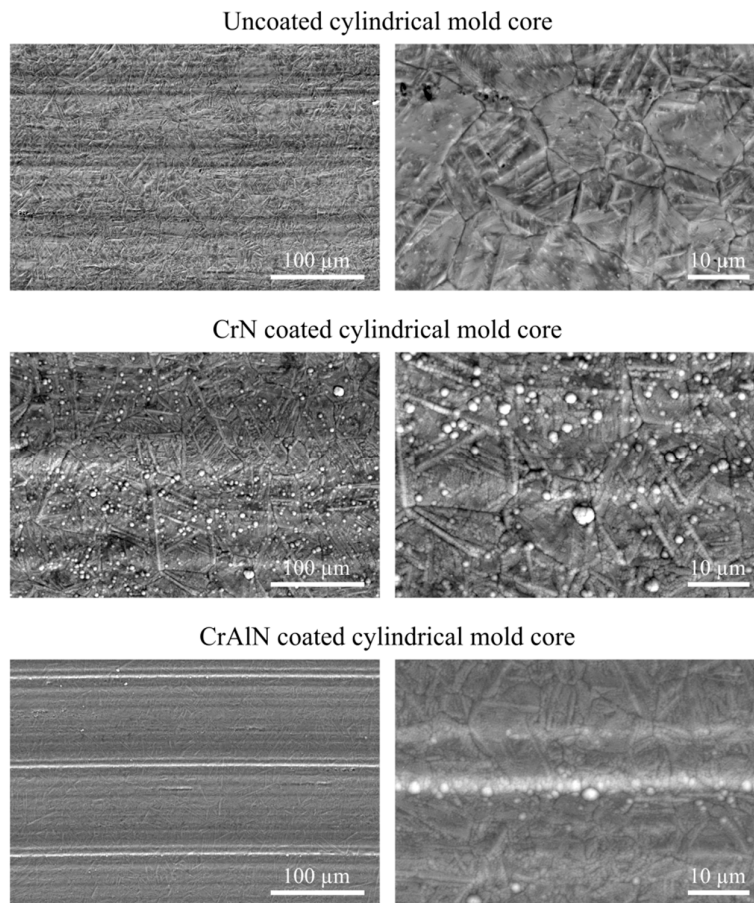 Uncoated cylindrical mold core
100 µm
10 µm
CrN coated cylindrical mold core
100 µm
10 µm
CrAlN coated cylindrical mold core
100 µm
10 µm